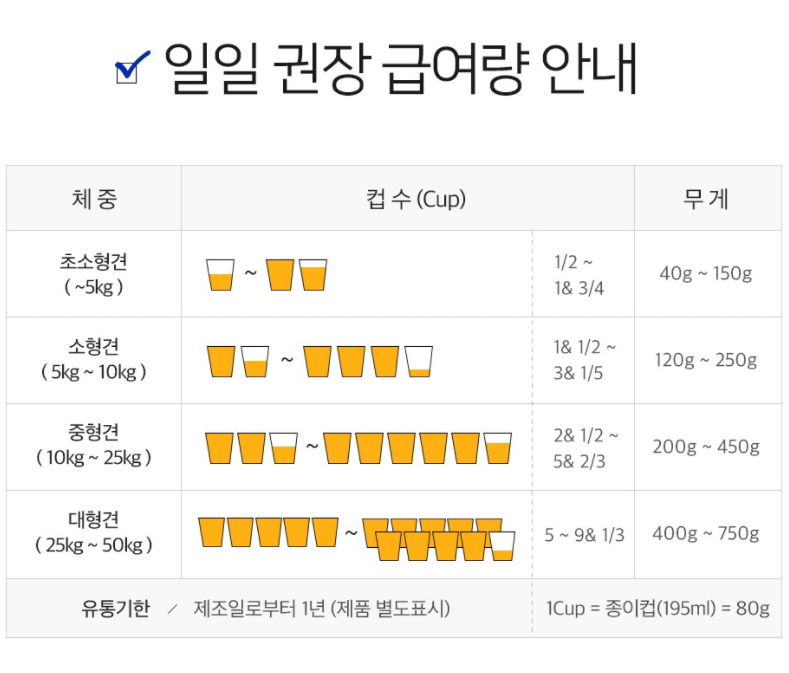 일일 권장 급여량 안내
체 중
컵 수 (Cup)
무 게
초소형견
( ~5kg )
~
1/2 ~
1& 3/4
40g ~ 150g
소형견
( 5kg ~ 10kg )
~
1& 1/2 ~
3& 1/5
120g ~ 250g
중형견
( 10kg ~ 25kg )
~
2& 1/2 ~
5& 2/3
200g ~ 450g
대형견
( 25kg ~ 50kg )
~
5 ~ 9& 1/3
400g ~ 750g
유통기한 / 제조일로부터 1년 (제품 별도표시)
1Cup = 종이컵(195ml) = 80g